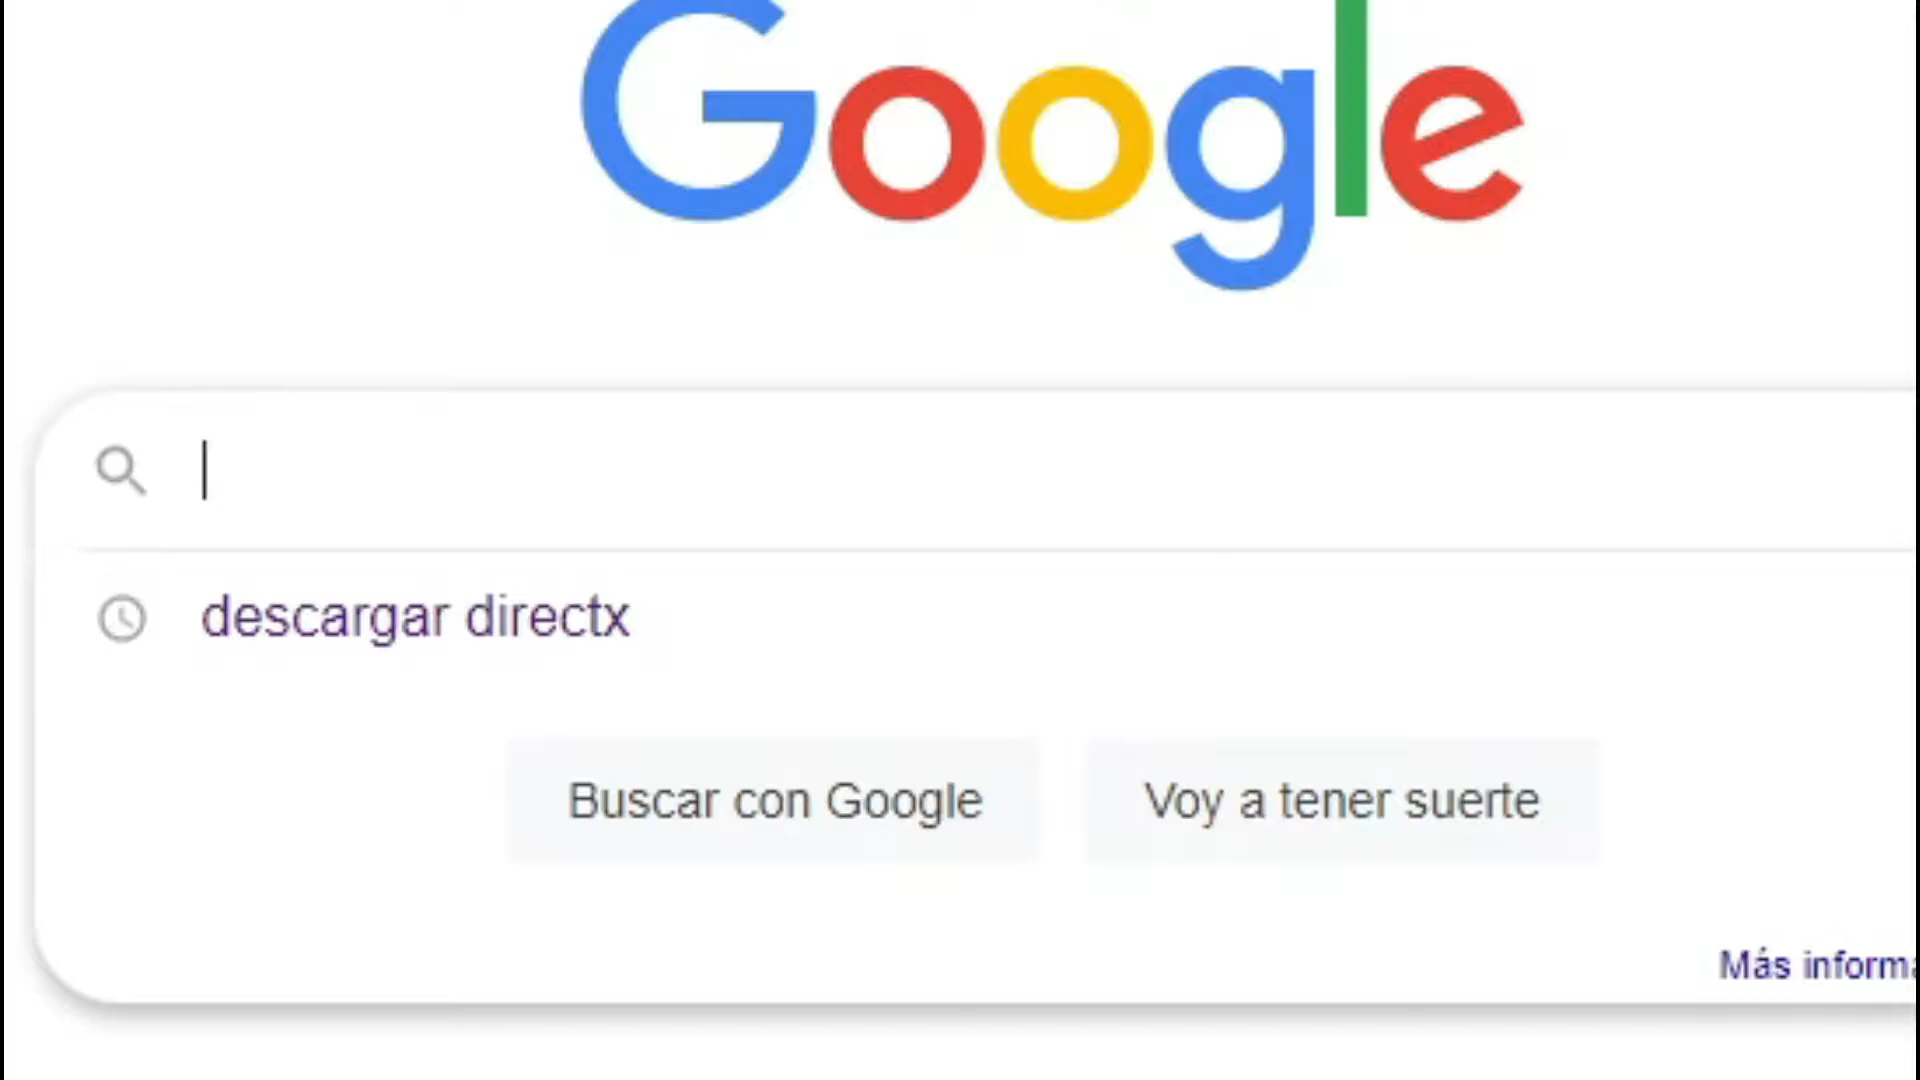 Google
descargar directx
Buscar con Google
Voy a tener suerte
Más informa